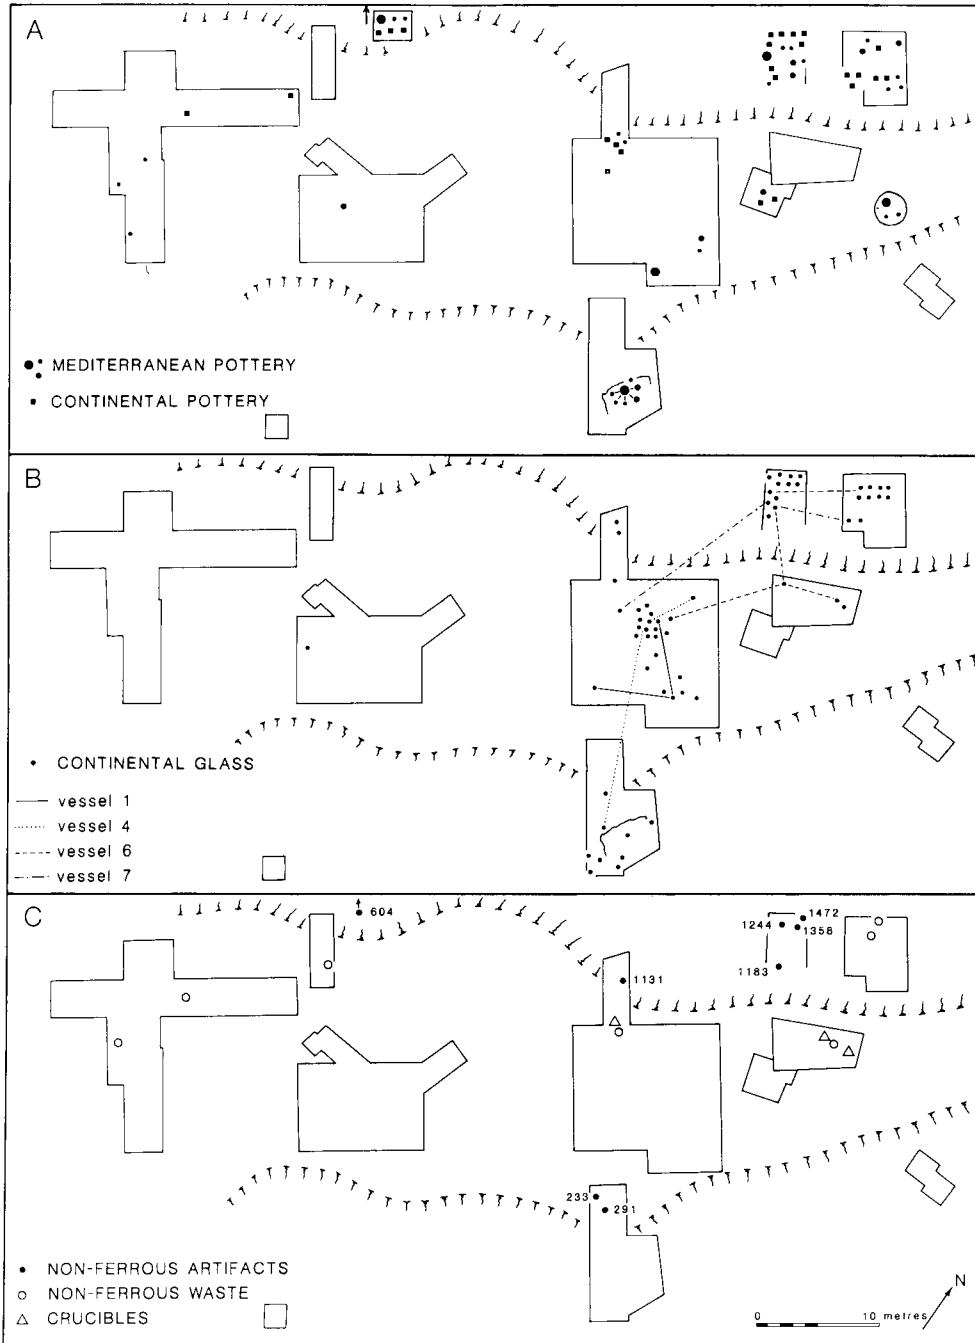 A
MEDITERRANEAN POTTERY
CONTINENTAL POTTERY
B
CONTINENTAL GLASS
vessel 1
vessel 4
vessel 6
vessel 7
C
604
1472
1244
1358
1183
1131
233
291
NON-FERROUS ARTIFACTS
NON-FERROUS WASTE
CRUCIBLES
N
0 10 metres